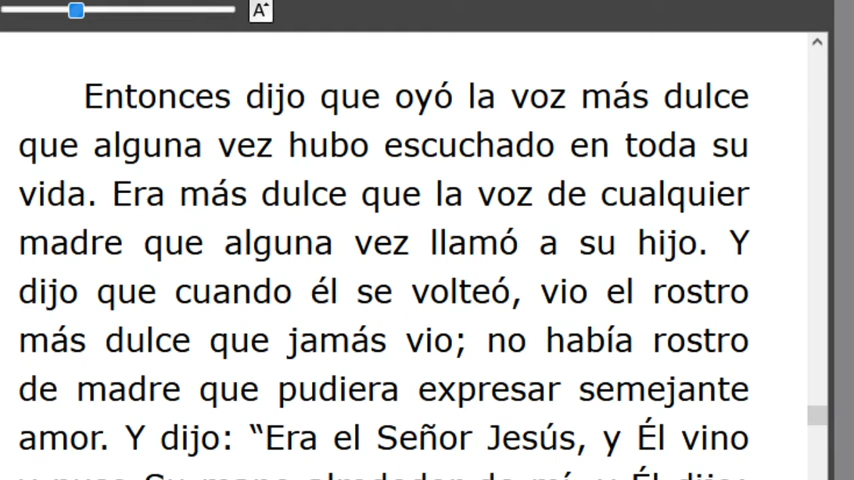 A
Entonces dijo que oyó la voz más dulce
que alguna vez hubo escuchado en toda su
vida. Era más dulce que la voz de cualquier
madre que alguna vez llamó a su hijo. Y
dijo que cuando él se volteó, vio el rostro
más dulce que jamás vio; no había rostro
de madre que pudiera expresar semejante
amor. Y dijo: “Era el Señor Jesús, y Él vino